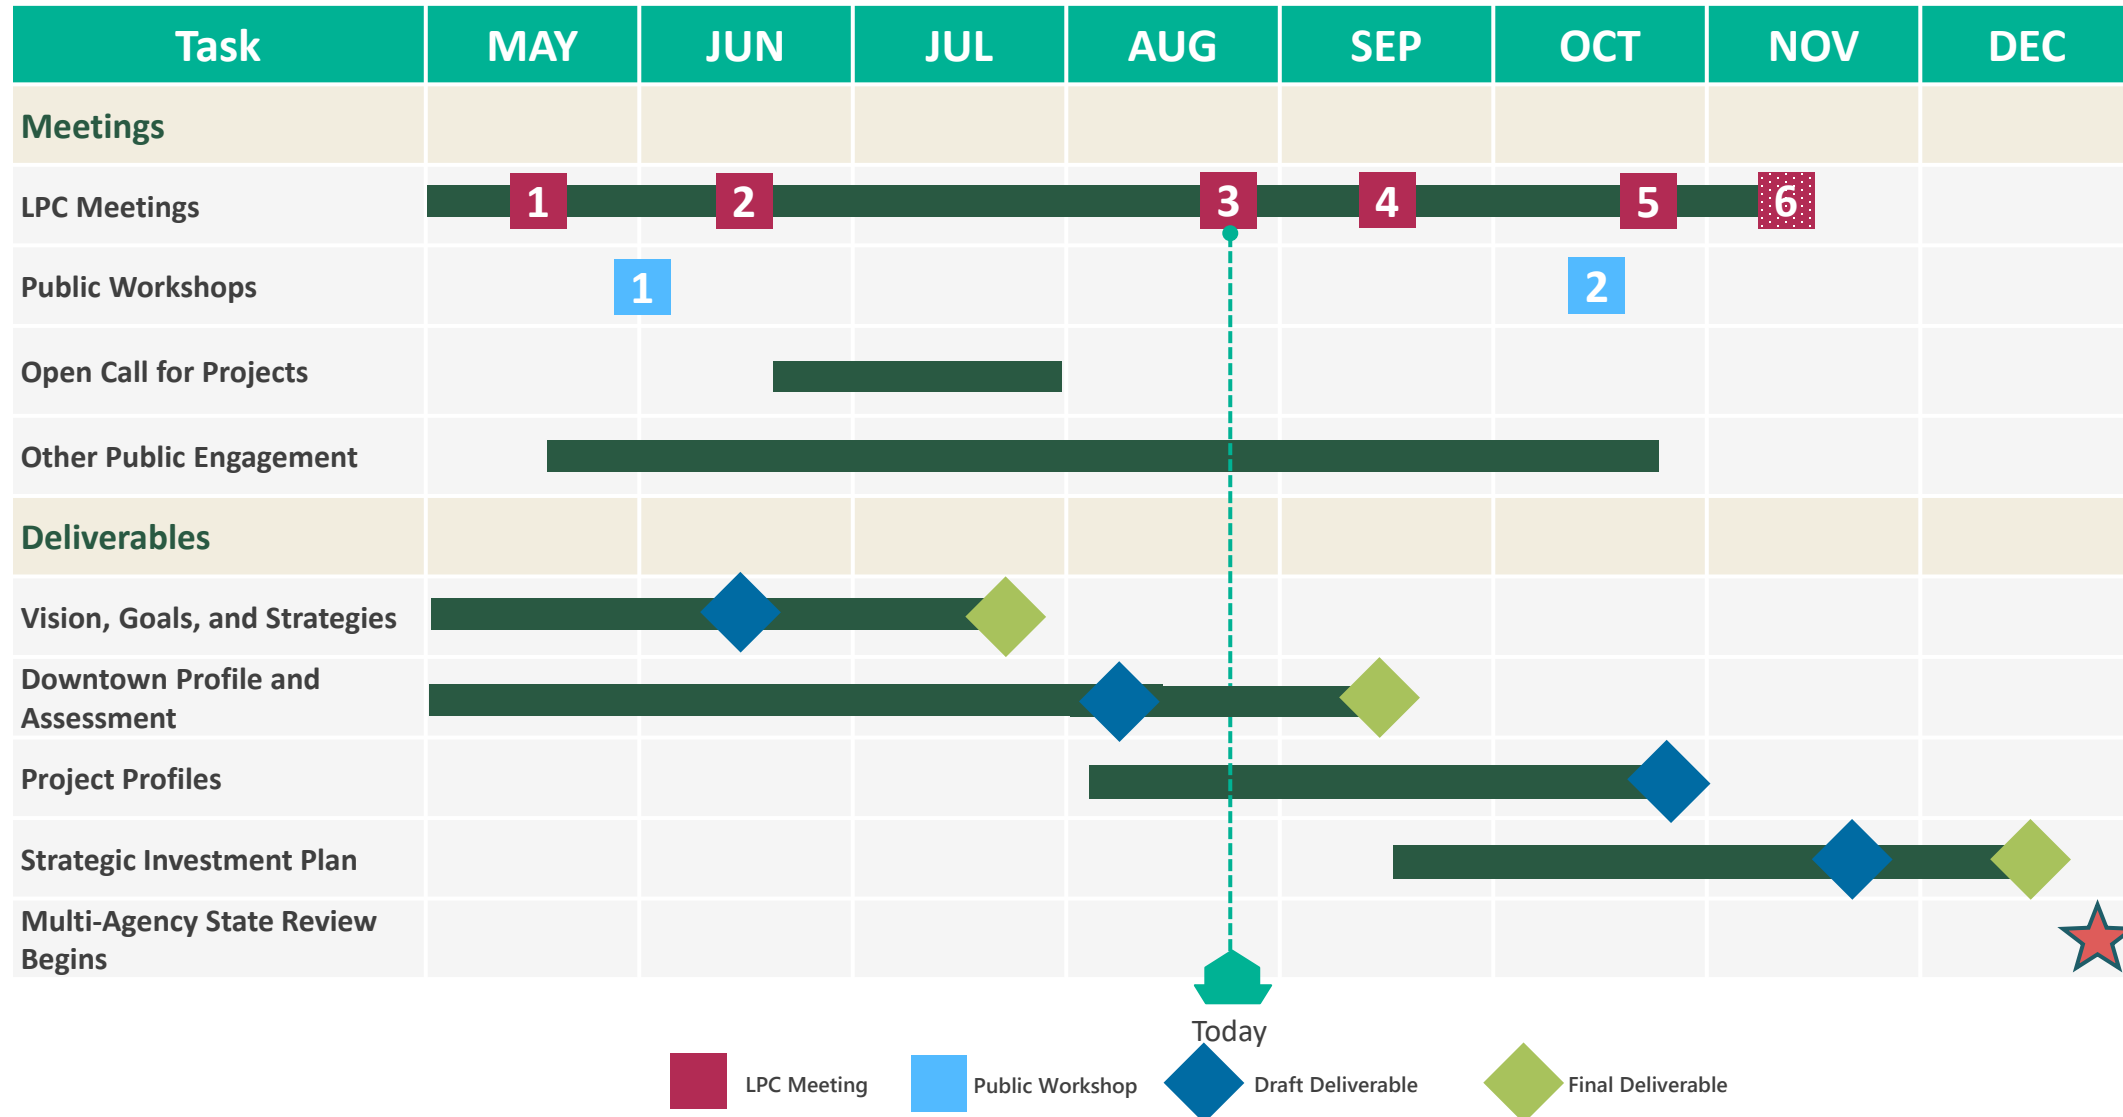 Task MAY JUN JUL AUG SEP OCT NOV DEC
Meetings
LPC Meetings 1 2 3 4 5 6
Public Workshops 1 2
Open Call for Projects
Other Public Engagement
Deliverables
Vision, Goals, and Strategies
Downtown Profile and
Assessment
Project Profiles
Strategic Investment Plan
Multi-Agency State Review
Begins
Today
LPC Meeting Public Workshop Draft Deliverable Final Deliverable